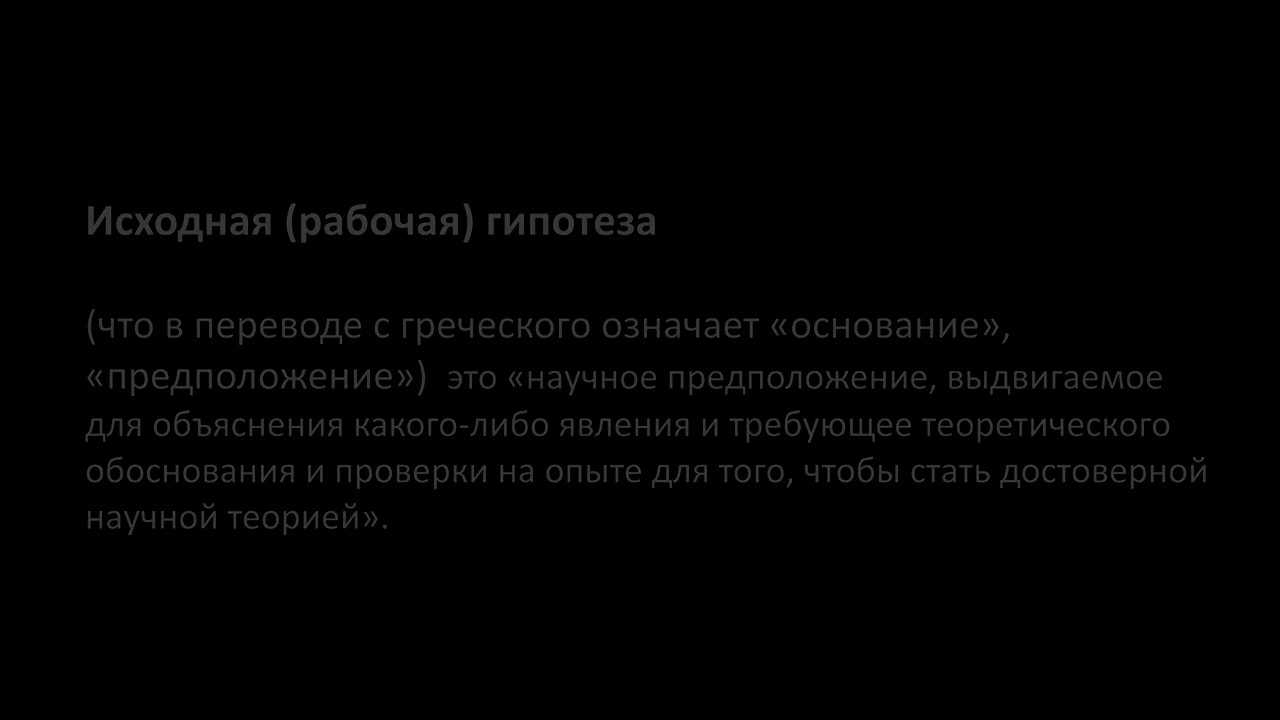 Исходная (рабочая) гипотеза
(что в переводе с греческого означает «основание»,
«предположение») это «научное предположение, выдвигаемое
для объяснения какого-либо явления и требующее теоретического
обоснования и проверки на опыте для того, чтобы стать достоверной
научной теорией».